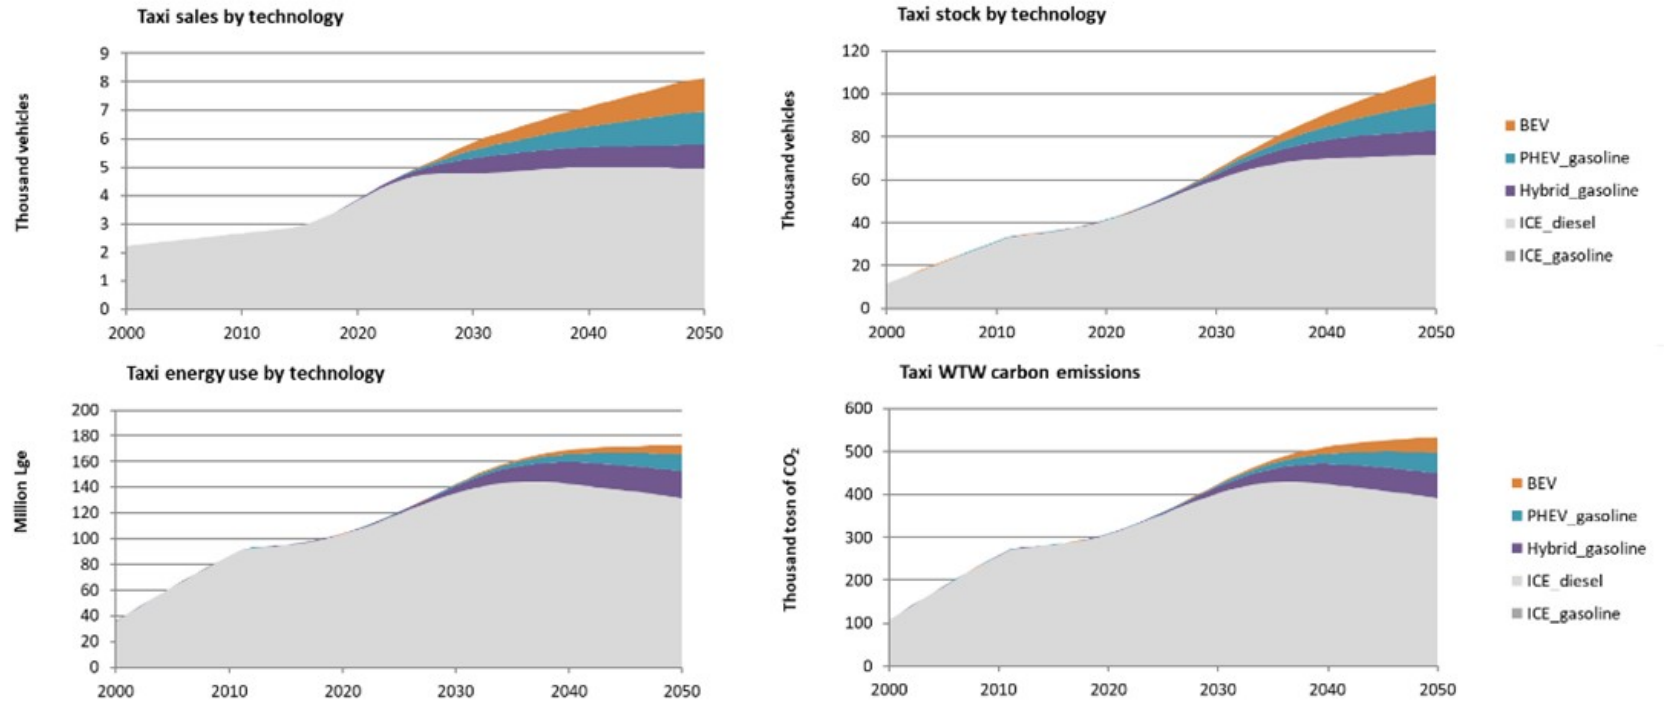 Taxi sales by technology
Thousand vehicles
9
8
7
6
5
4
3
2
1
0
2000 2010 2020 2030 2040 2050
Taxi stock by technology
Thousand vehicles
120
100
80
60
40
20
0
2000 2010 2020 2030 2040 2050
BEV
PHEV_gasoline
Hybrid_gasoline
ICE_diesel
ICE_gasoline
Taxi energy use by technology
Million Lge
200
180
160
140
120
100
80
60
40
20
0
2000 2010 2020 2030 2040 2050
Taxi WTW carbon emissions
Thousand tosn of CO₂
600
500
400
300
200
100
0
2000 2010 2020 2030 2040 2050
BEV
PHEV_gasoline
Hybrid_gasoline
ICE_diesel
ICE_gasoline